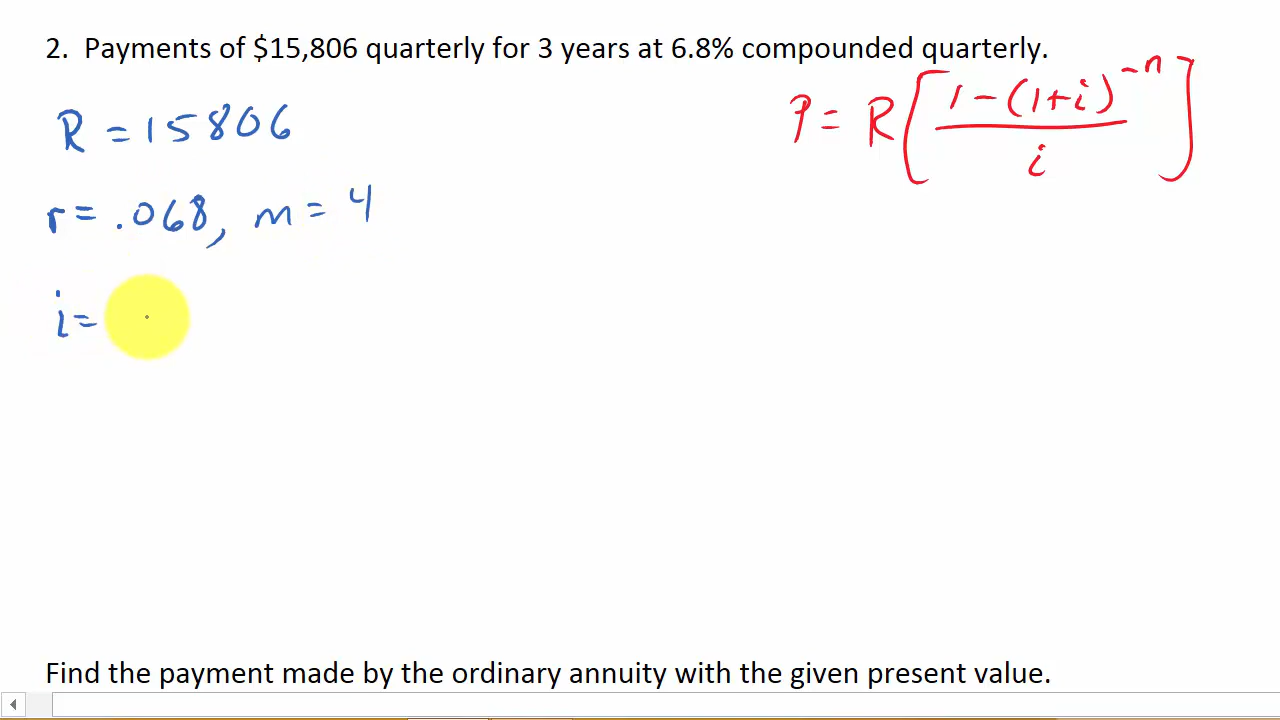 2. Payments of $15,806 quarterly for 3 years at 6.8% compounded quarterly.
P = R [ 1 - (1+i)^-n / i ]
R = 15806
r = .068, m = 4
i =
Find the payment made by the ordinary annuity with the given present value.